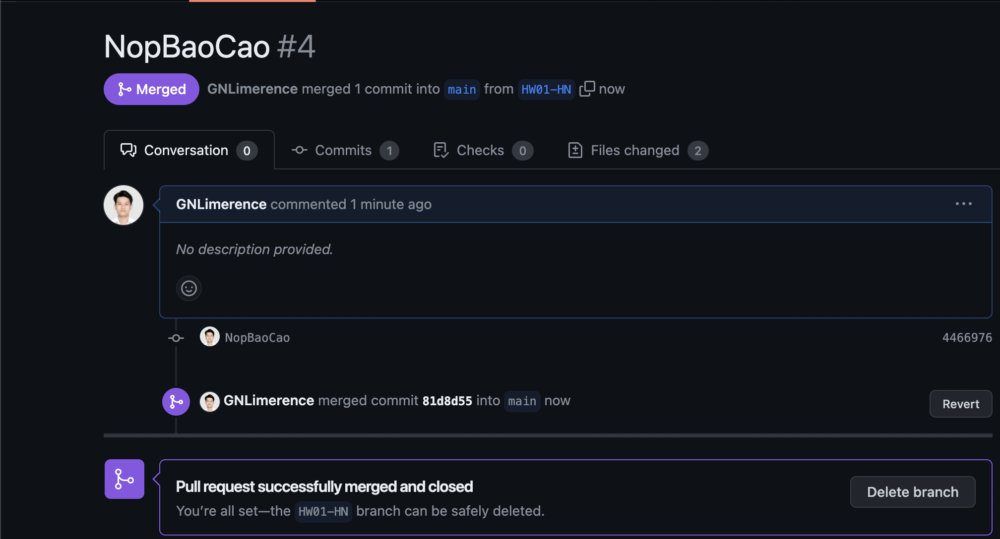 NopBaoCao #4
Merged GNLimerence merged 1 commit into main from HW01-HN now
Conversation 0 Commits 1 Checks 0 Files changed 2
GNLimerence commented 1 minute ago
No description provided.
NopBaoCao 4466976
GNLimerence merged commit 81d8d55 into main now
Revert
Pull request successfully merged and closed
Delete branch
You’re all set—the HW01-HN branch can be safely deleted.